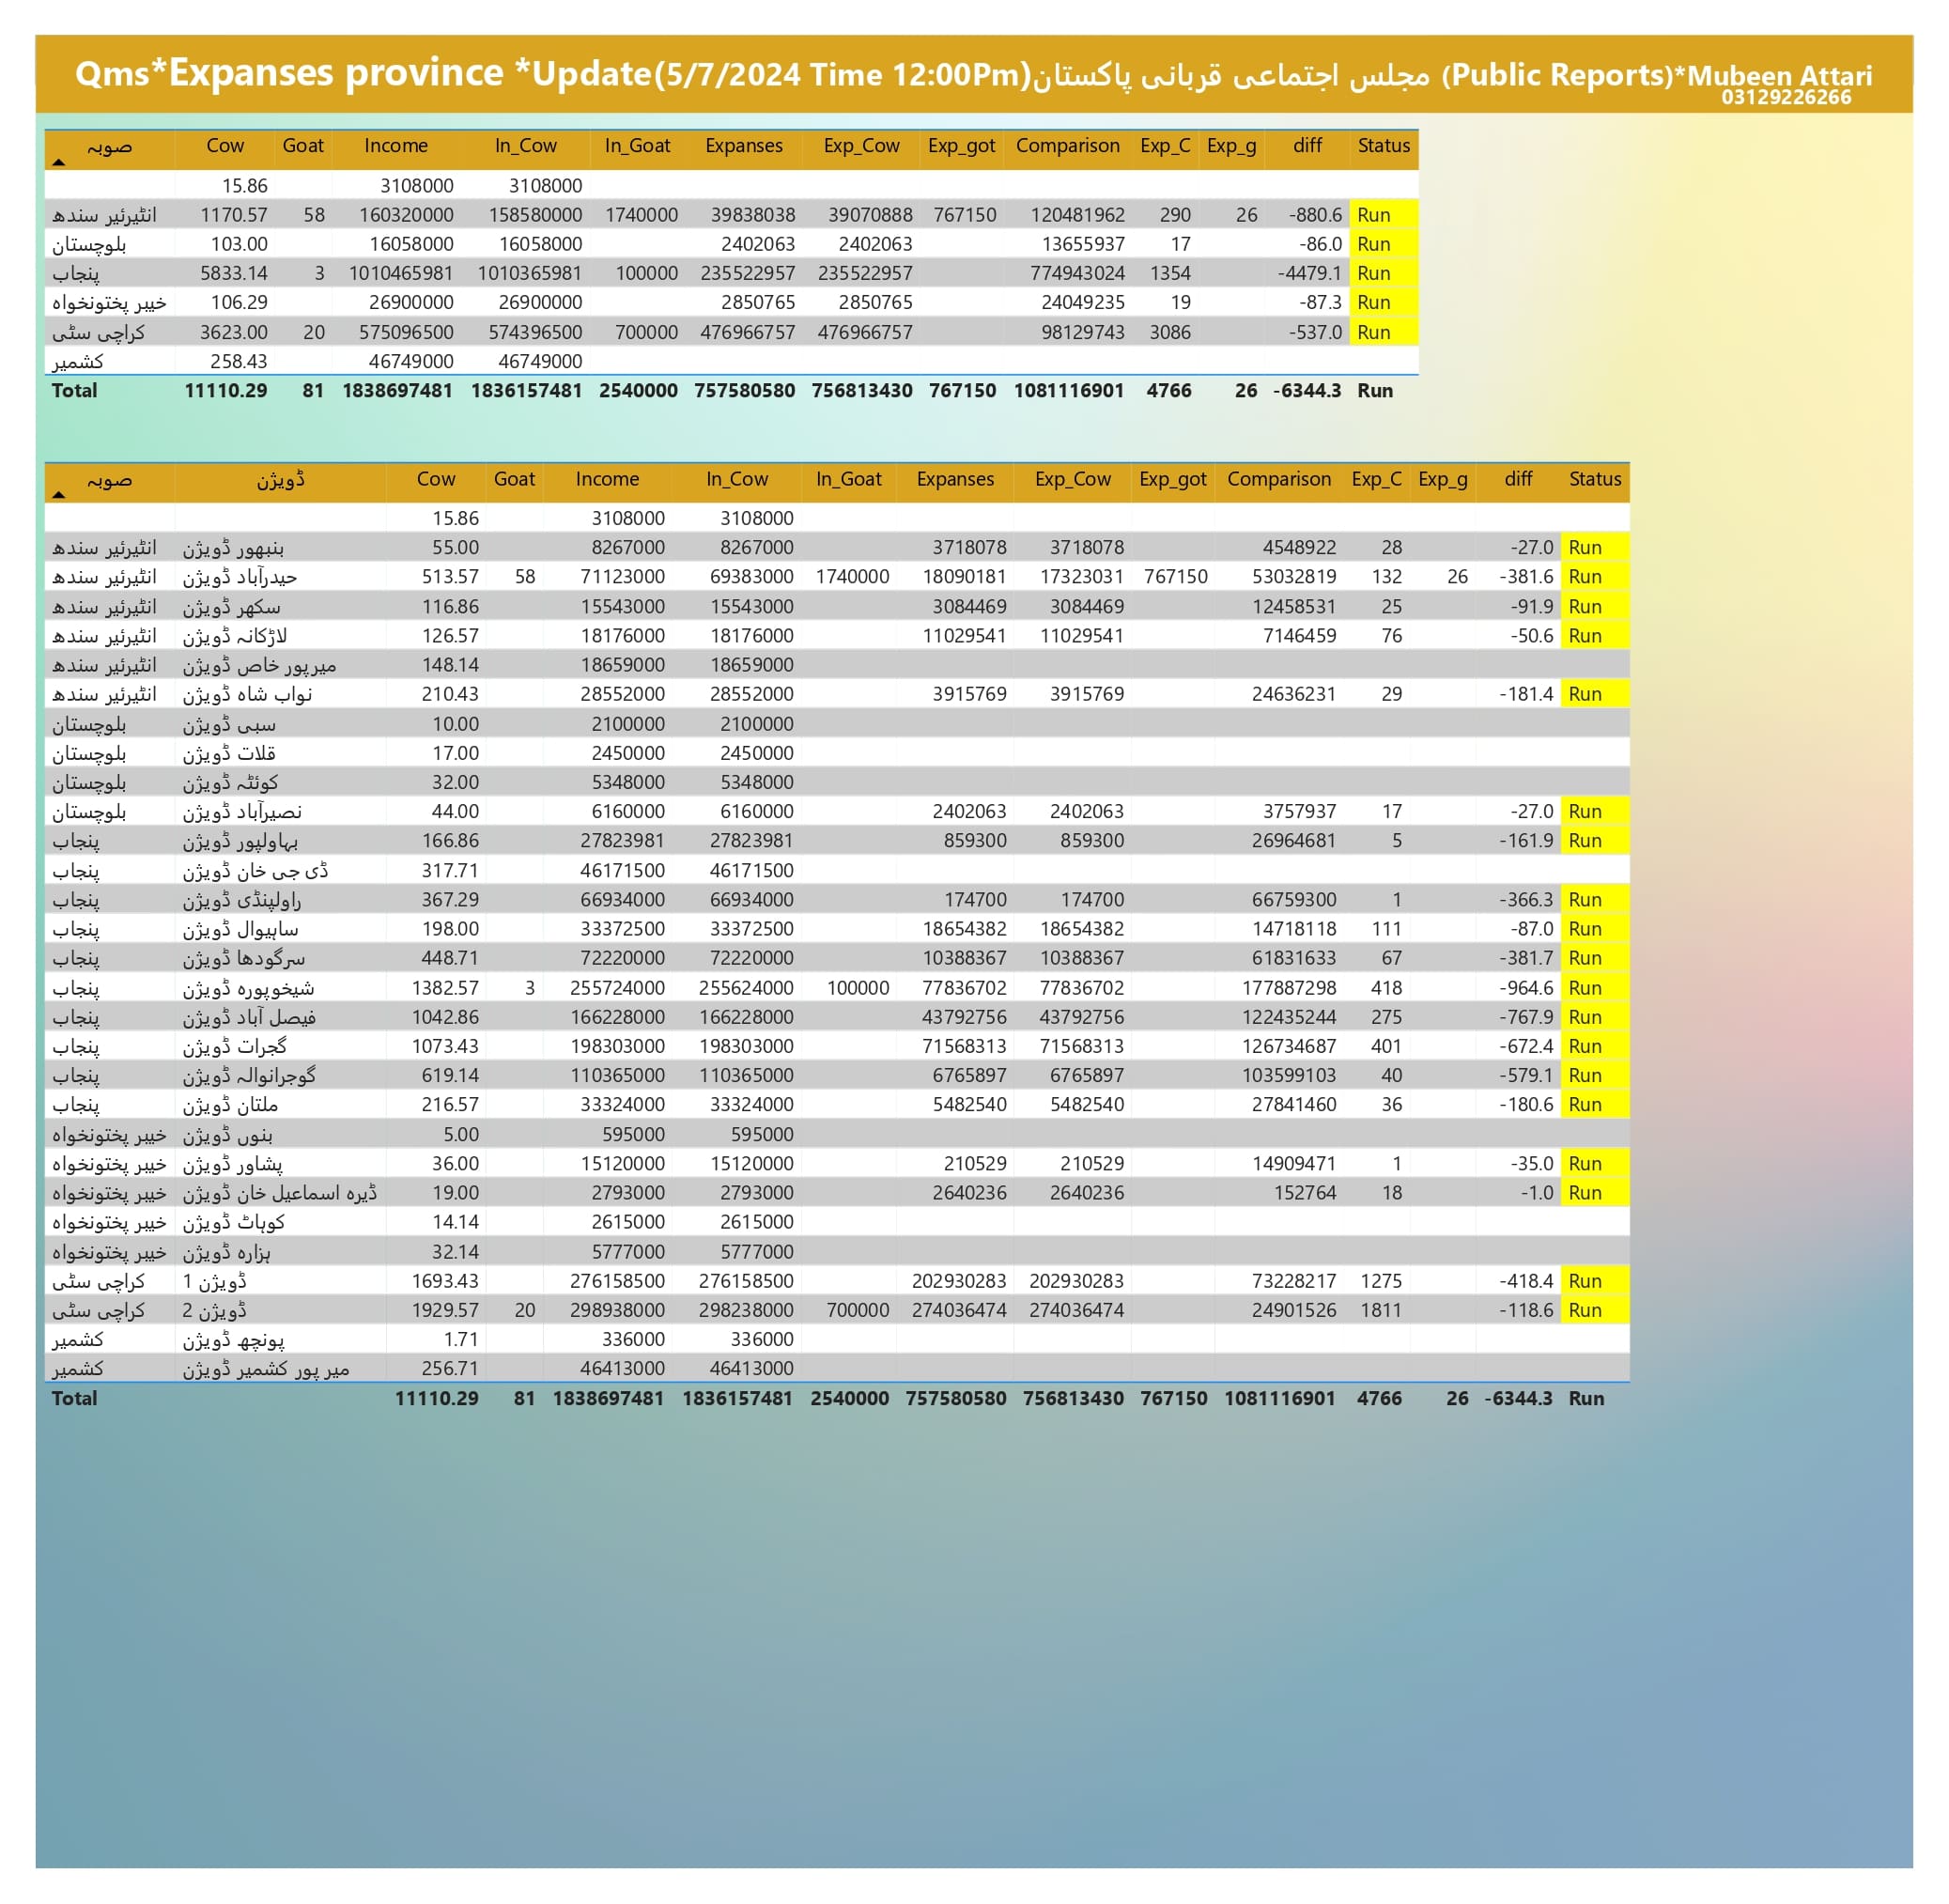 Qms*Expanses province *Update(5/7/2024 Time 12:00Pm)مجلس اجتماعی قربانی پاکستان (Public Reports)*Mubeen Attari
03129226266
صوبہ Cow Goat Income In_Cow In_Goat Expanses Exp_Cow Exp_got Comparison Exp_C Exp_g diff Status
15.86 3108000 3108000
انٹیرئیر سندھ 1170.57 58 160320000 158580000 1740000 39838038 39070888 767150 120481962 290 26 -880.6 Run
بلوچستان 103.00 16058000 16058000 2402063 2402063 13655937 17 -86.0 Run
پنجاب 5833.14 3 1010465981 1010365981 100000 235522957 235522957 774943024 1354 -4479.1 Run
خیبر پختونخواہ 106.29 26900000 26900000 2850765 2850765 24049235 19 -87.3 Run
کراچی سٹی 3623.00 20 575096500 574396500 700000 476966757 476966757 98129743 3086 -537.0 Run
کشمیر 258.43 46749000 46749000
Total 11110.29 81 1838697481 1836157481 2540000 757580580 756813430 767150 1081116901 4766 26 -6344.3 Run
صوبہ ڈویژن Cow Goat Income In_Cow In_Goat Expanses Exp_Cow Exp_got Comparison Exp_C Exp_g diff Status
15.86 3108000 3108000
انٹیرئیر سندھ بنبھور ڈویژن 55.00 8267000 8267000 3718078 3718078 4548922 28 -27.0 Run
انٹیرئیر سندھ حیدرآباد ڈویژن 513.57 58 71123000 69383000 1740000 18090181 17323031 767150 53032819 132 26 -381.6 Run
انٹیرئیر سندھ سکھر ڈویژن 116.86 15543000 15543000 3084469 3084469 12458531 25 -91.9 Run
انٹیرئیر سندھ لاڑکانہ ڈویژن 126.57 18176000 18176000 11029541 11029541 7146459 76 -50.6 Run
انٹیرئیر سندھ میرپور خاص ڈویژن 148.14 18659000 18659000
انٹیرئیر سندھ نواب شاہ ڈویژن 210.43 28552000 28552000 3915769 3915769 24636231 29 -181.4 Run
بلوچستان سبی ڈویژن 10.00 2100000 2100000
بلوچستان قلات ڈویژن 17.00 2450000 2450000
بلوچستان کوئٹہ ڈویژن 32.00 5348000 5348000
بلوچستان نصیرآباد ڈویژن 44.00 6160000 6160000 2402063 2402063 3757937 17 -27.0 Run
پنجاب بہاولپور ڈویژن 166.86 27823981 27823981 859300 859300 26964681 5 -161.9 Run
پنجاب ڈی جی خان ڈویژن 317.71 46171500 46171500
پنجاب راولپنڈی ڈویژن 367.29 66934000 66934000 174700 174700 66759300 1 -366.3 Run
پنجاب ساہیوال ڈویژن 198.00 33372500 33372500 18654382 18654382 14718118 111 -87.0 Run
پنجاب سرگودھا ڈویژن 448.71 72220000 72220000 10388367 10388367 61831633 67 -381.7 Run
پنجاب شیخوپورہ ڈویژن 1382.57 3 255724000 255624000 100000 77836702 77836702 177887298 418 -964.6 Run
پنجاب فیصل آباد ڈویژن 1042.86 166228000 166228000 43792756 43792756 122435244 275 -767.9 Run
پنجاب گجرات ڈویژن 1073.43 198303000 198303000 71568313 71568313 126734687 401 -672.4 Run
پنجاب گوجرانوالہ ڈویژن 619.14 110365000 110365000 6765897 6765897 103599103 40 -579.1 Run
پنجاب ملتان ڈویژن 216.57 33324000 33324000 5482540 5482540 27841460 36 -180.6 Run
خیبر پختونخواہ بنوں ڈویژن 5.00 595000 595000
خیبر پختونخواہ پشاور ڈویژن 36.00 15120000 15120000 210529 210529 14909471 1 -35.0 Run
خیبر پختونخواہ ڈیرہ اسماعیل خان ڈویژن 19.00 2793000 2793000 2640236 2640236 152764 18 -1.0 Run
خیبر پختونخواہ کوہاٹ ڈویژن 14.14 2615000 2615000
خیبر پختونخواہ ہزارہ ڈویژن 32.14 5777000 5777000
کراچی سٹی ڈویژن 1 1693.43 276158500 276158500 202930283 202930283 73228217 1275 -418.4 Run
کراچی سٹی ڈویژن 2 1929.57 20 298938000 298238000 700000 274036474 274036474 24901526 1811 -118.6 Run
کشمیر پونچھ ڈویژن 1.71 336000 336000
کشمیر میر پور کشمیر ڈویژن 256.71 46413000 46413000
Total 11110.29 81 1838697481 1836157481 2540000 757580580 756813430 767150 1081116901 4766 26 -6344.3 Run